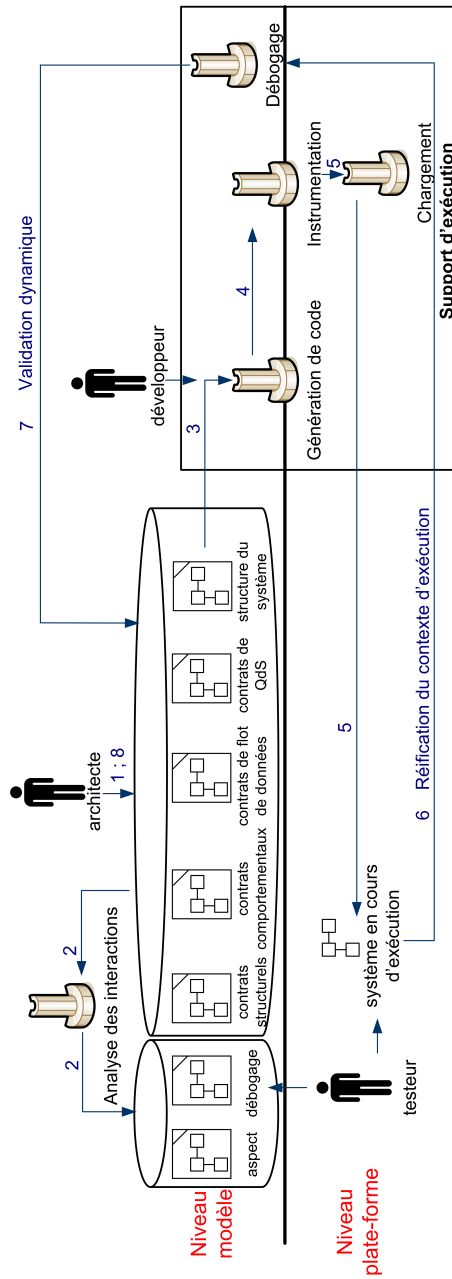 7 Validation dynamique
architecte
1 ; 8
développeur
2
2
Analyse des interactions
3
4
Débogage
aspect
débogage
contrats
structurels
contrats
comportementaux
contrats de flot
de données
contrats de
QdS
structure du
système
Génération de code
Instrumentation
5
Niveau
modèle
Niveau
plate-forme
testeur
système en cours
d'exécution
5
6 Réification du contexte d'exécution
Chargement
Support d'exécution